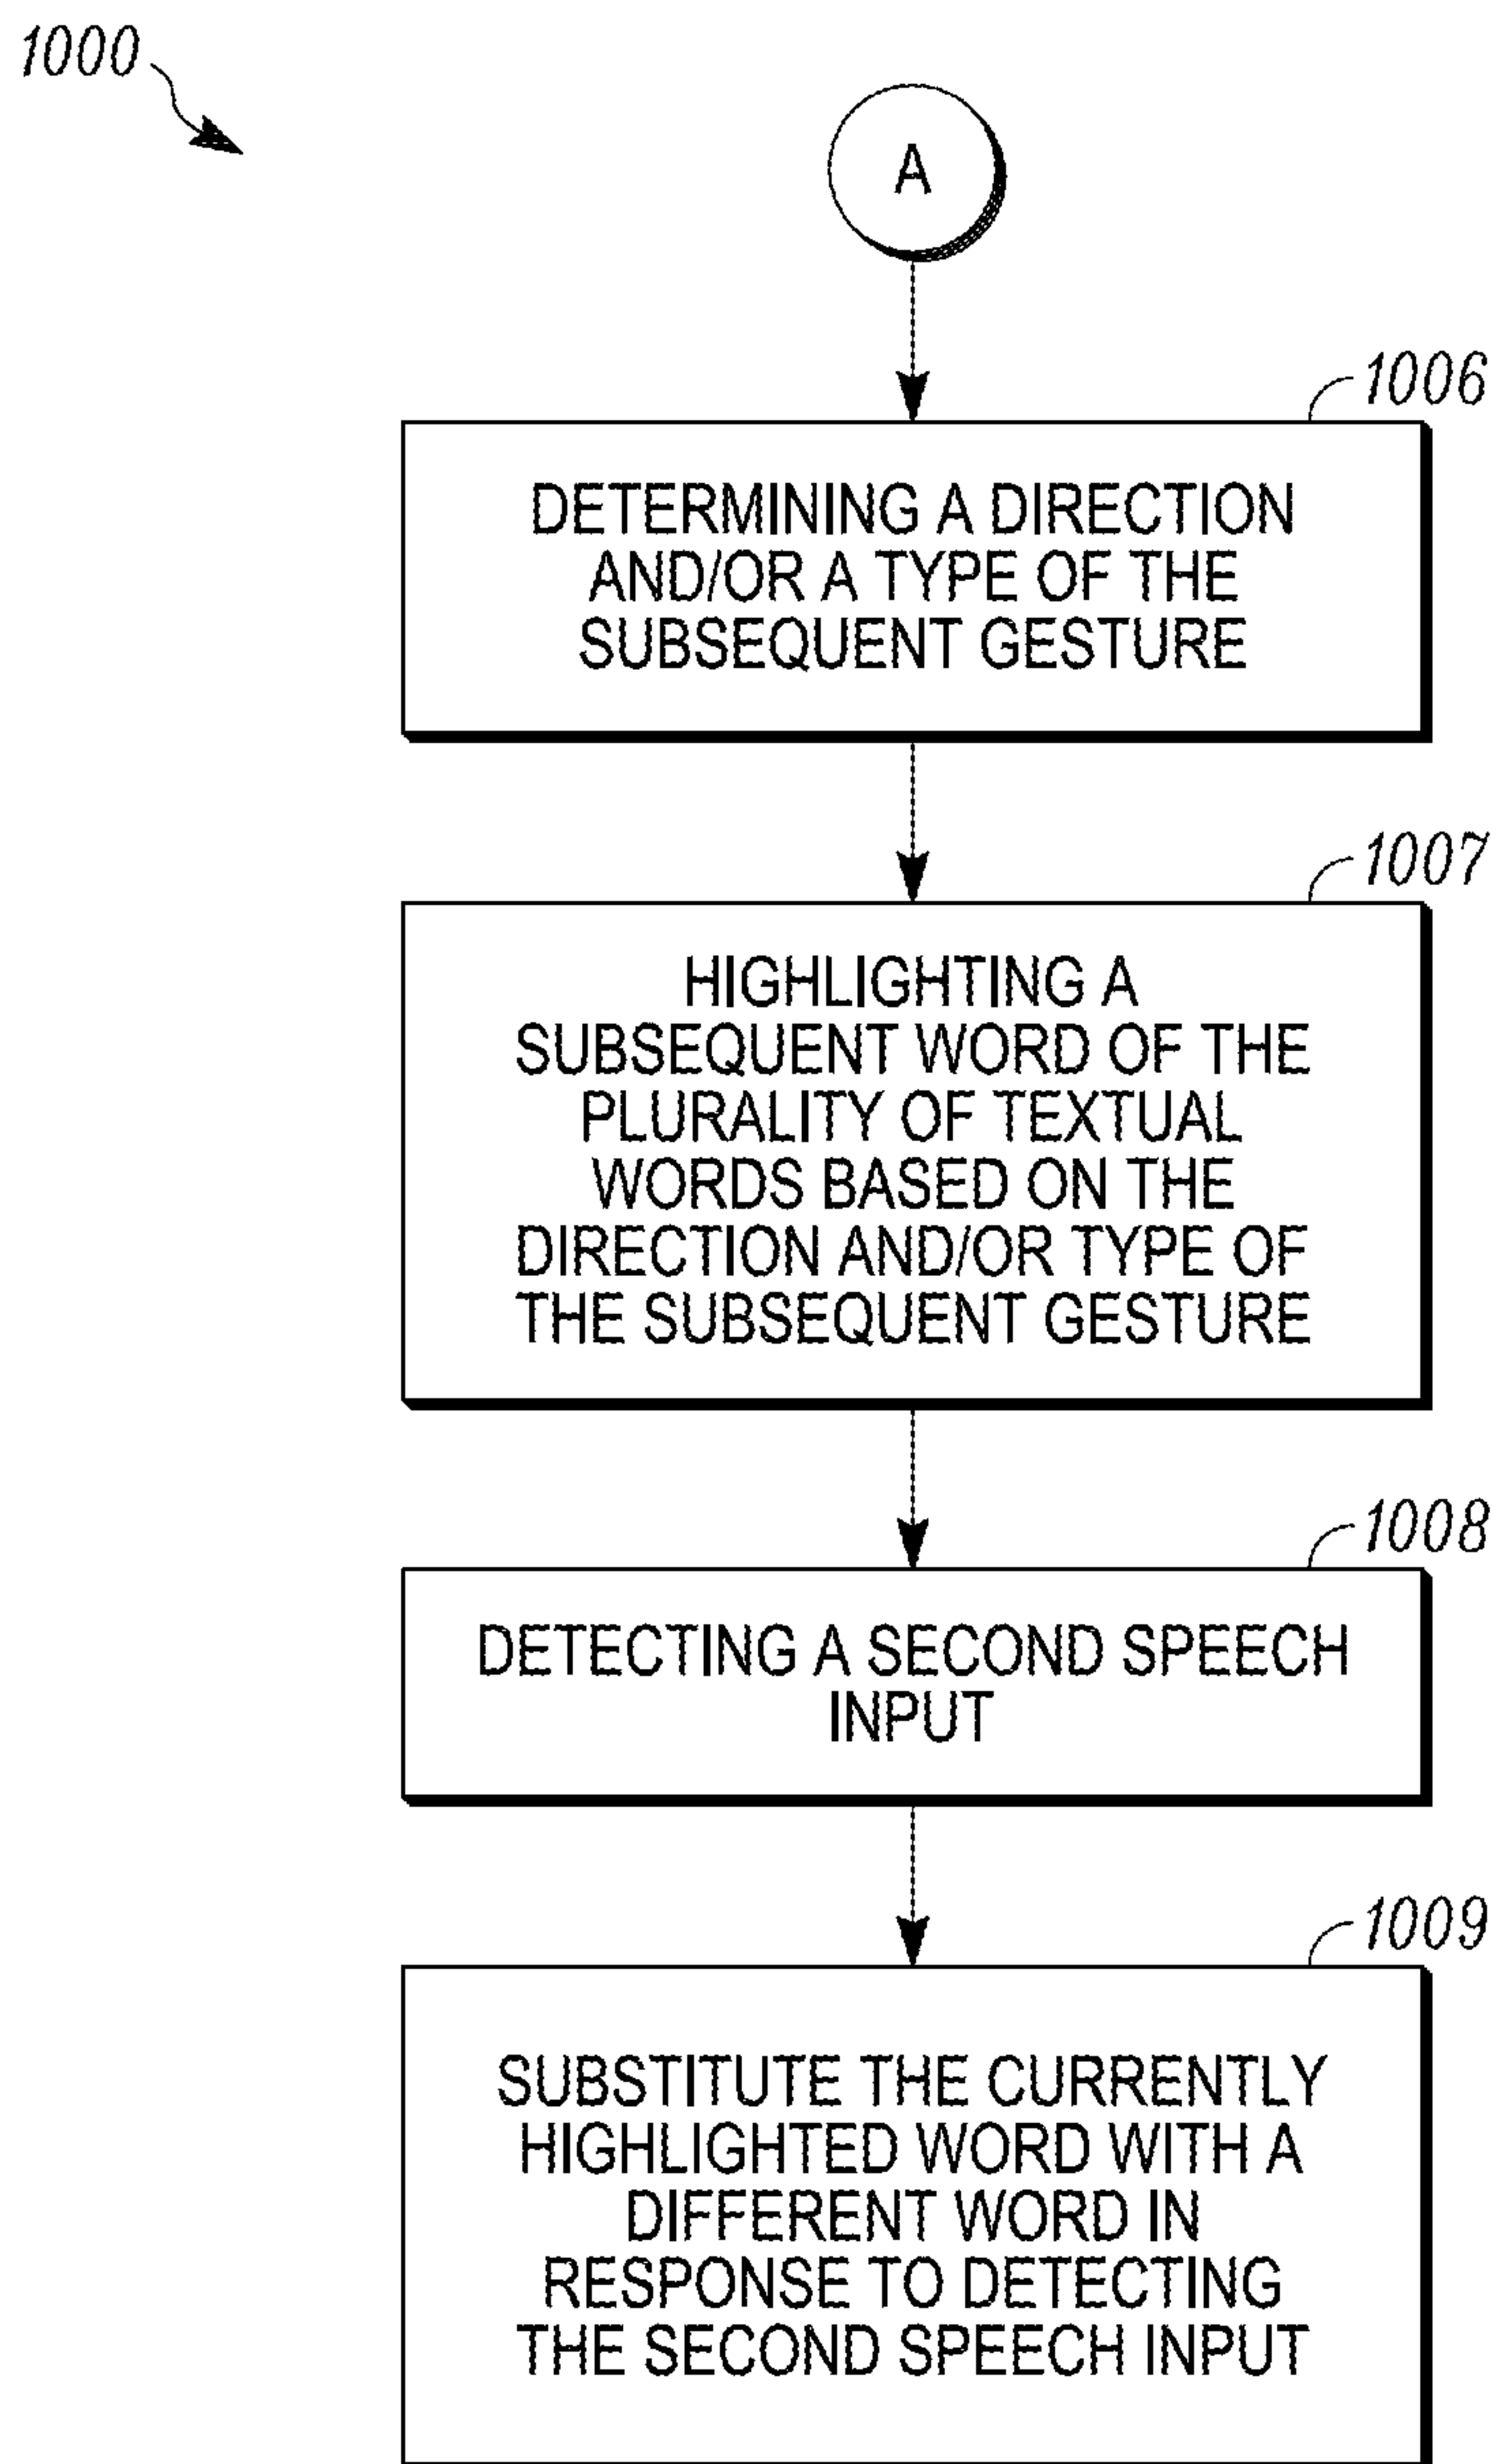 1000
A
1006
DETERMINING A DIRECTION
AND/OR A TYPE OF THE
SUBSEQUENT GESTURE
1007
HIGHLIGHTING A
SUBSEQUENT WORD OF THE
PLURALITY OF TEXTUAL
WORDS BASED ON THE
DIRECTION AND/OR TYPE OF
THE SUBSEQUENT GESTURE
1008
DETECTING A SECOND SPEECH
INPUT
1009
SUBSTITUTE THE CURRENTLY
HIGHLIGHTED WORD WITH A
DIFFERENT WORD IN
RESPONSE TO DETECTING
THE SECOND SPEECH INPUT